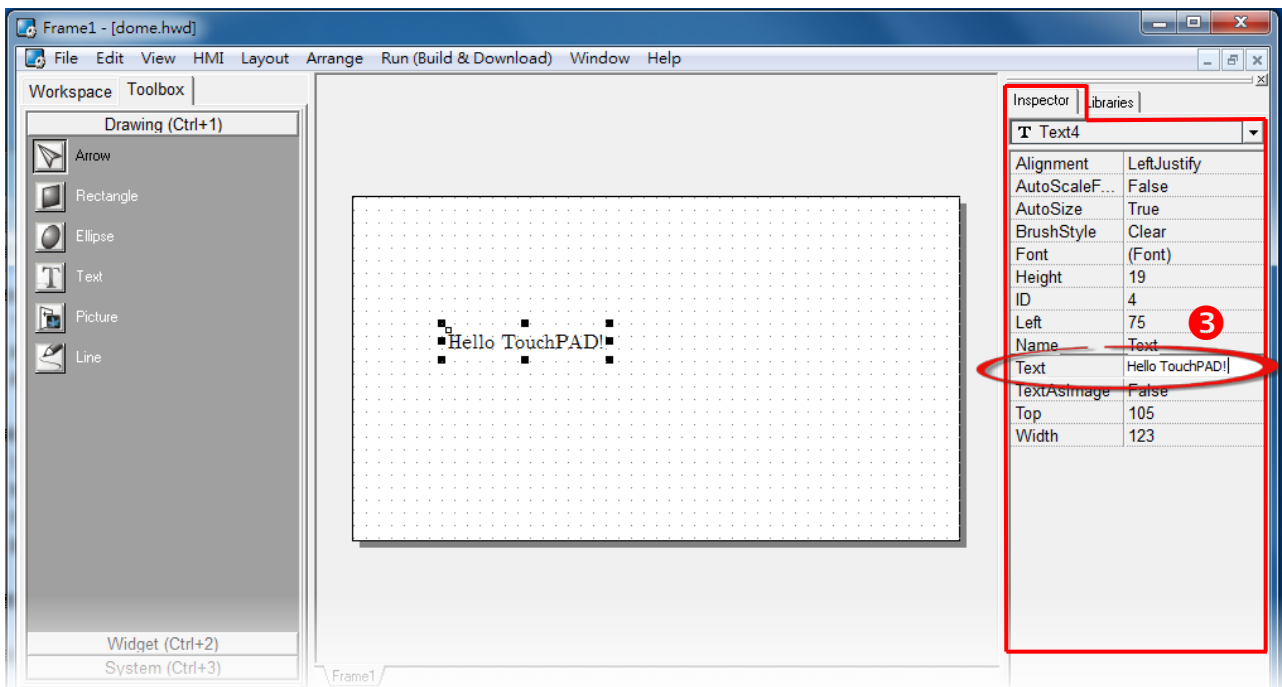 Frame1 - [dome.hwd]
File Edit View HMI Layout Arrange Run (Build & Download) Window Help
Workspace Toolbox
Drawing (Ctrl+1)
Arrow
Rectangle
Ellipse
Text
Picture
Line
Widget (Ctrl+2)
System (Ctrl+3)
Hello TouchPAD!
Frame1
Inspector Libraries
T Text4
Alignment LeftJustify
AutoScaleF... False
AutoSize True
BrushStyle Clear
Font (Font)
Height 19
ID 4
Left 75
3
Name Text
Text Hello TouchPAD!
TextAsImage False
Top 105
Width 123